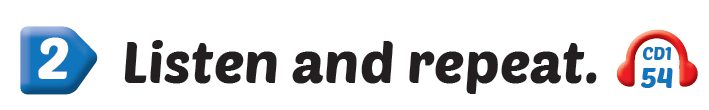 2 Listen and repeat. CD1
54